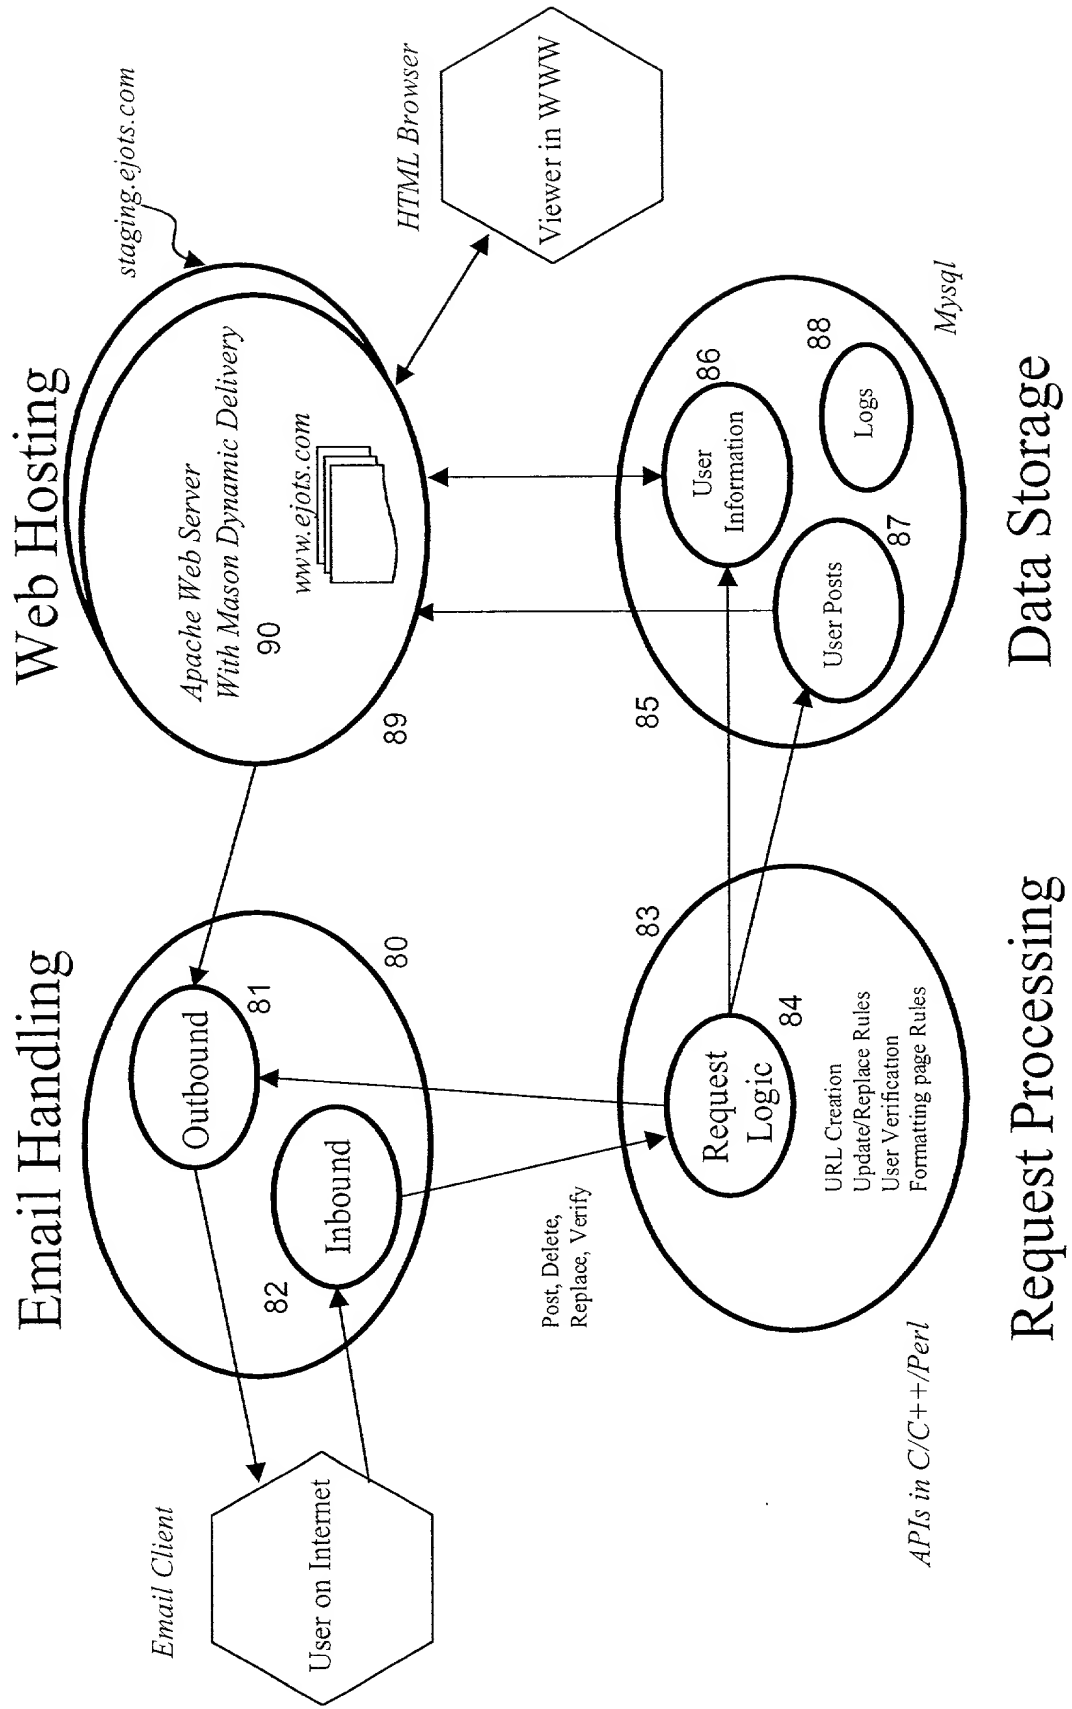 Email Handling
Web Hosting
staging.ejots.com
Email Client
User on Internet
Outbound
81
82
Inbound
80
Apache Web Server
With Mason Dynamic Delivery
90
www.ejots.com
89
HTML Browser
Viewer in WWW
Post, Delete,
Replace, Verify
83
Request
Logic
84
URL Creation
Update/Replace Rules
User Verification
Formatting page Rules
APIs in C/C++/Perl
85
User
Information
86
User Posts
87
Logs
88
Mysql
Request Processing
Data Storage